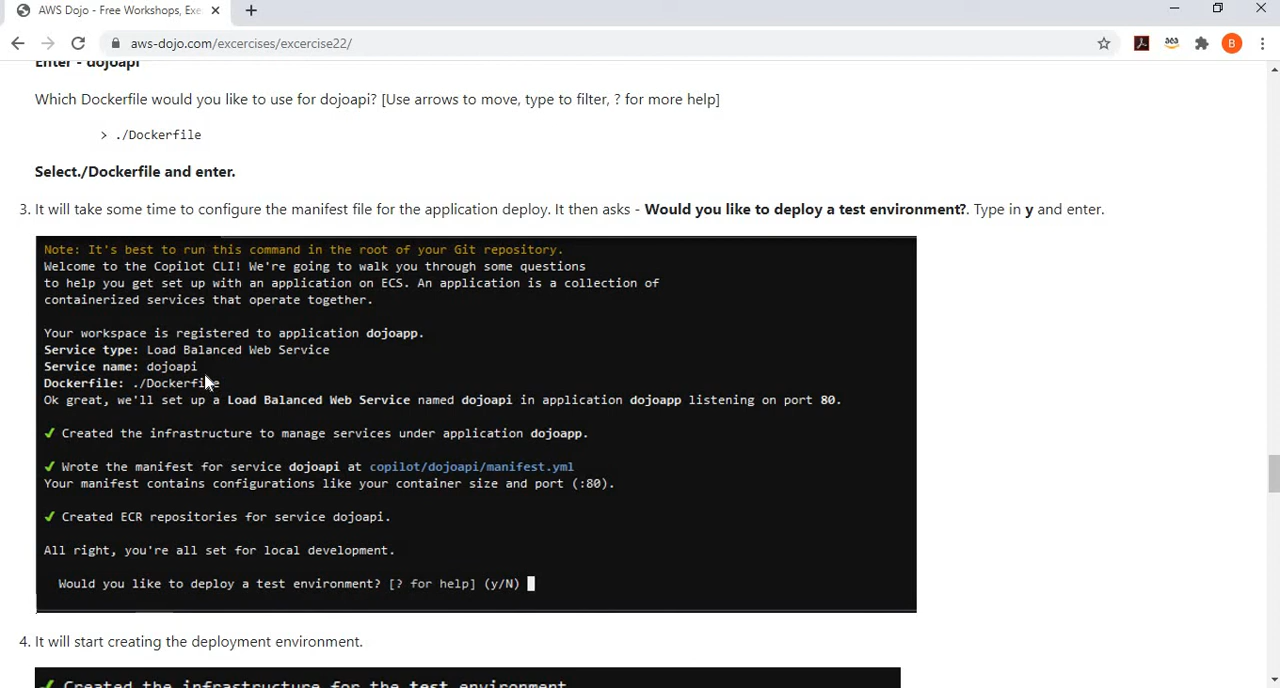 AWS Dojo - Free Workshops, Exe
aws-dojo.com/excercises/excercise22/
B
Enter - dojoapi
Which Dockerfile would you like to use for dojoapi? [Use arrows to move, type to filter, ? for more help]
> ./Dockerfile
Select./Dockerfile and enter.
3. It will take some time to configure the manifest file for the application deploy. It then asks - Would you like to deploy a test environment?. Type in y and enter.
Note: It's best to run this command in the root of your Git repository.
Welcome to the Copilot CLI! We're going to walk you through some questions
to help you get set up with an application on ECS. An application is a collection of
containerized services that operate together.
Your workspace is registered to application dojoapp.
Service type: Load Balanced Web Service
Service name: dojoapi
Dockerfile: ./Dockerfile
Ok great, we'll set up a Load Balanced Web Service named dojoapi in application dojoapp listening on port 80.
✔ Created the infrastructure to manage services under application dojoapp.
✔ Wrote the manifest for service dojoapi at copilot/dojoapi/manifest.yml
Your manifest contains configurations like your container size and port (:80).
✔ Created ECR repositories for service dojoapi.
All right, you're all set for local development.
Would you like to deploy a test environment? [? for help] (y/N)
4. It will start creating the deployment environment.
✔ Created the infrastructure for the test environment